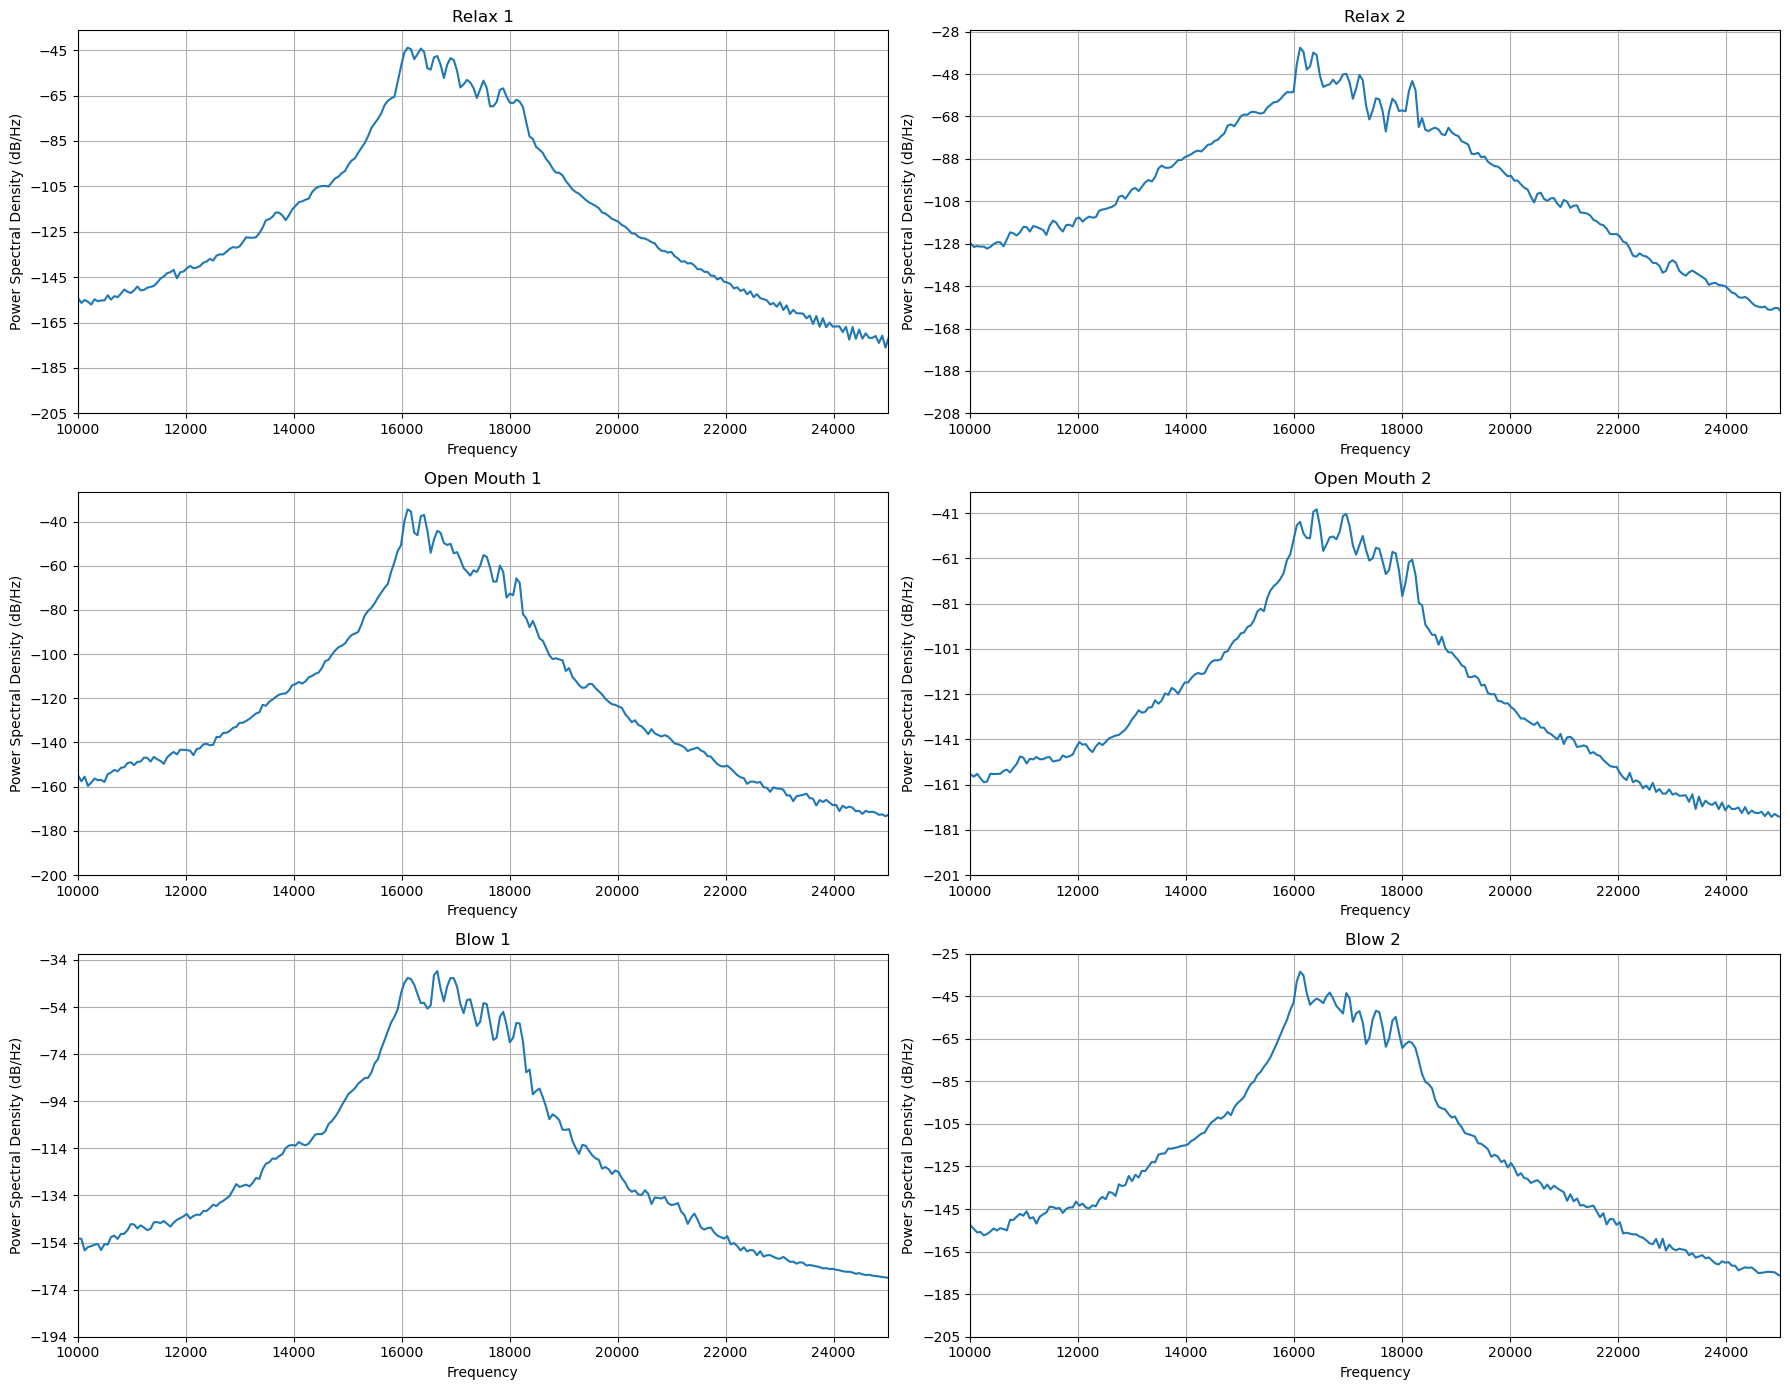 Relax 1
Power Spectral Density (dB/Hz)
−45
−65
−85
−105
−125
−145
−165
−185
−205
10000 12000 14000 16000 18000 20000 22000 24000
Frequency
Relax 2
Power Spectral Density (dB/Hz)
−28
−48
−68
−88
−108
−128
−148
−168
−188
−208
10000 12000 14000 16000 18000 20000 22000 24000
Frequency
Open Mouth 1
Power Spectral Density (dB/Hz)
−40
−60
−80
−100
−120
−140
−160
−180
−200
10000 12000 14000 16000 18000 20000 22000 24000
Frequency
Open Mouth 2
Power Spectral Density (dB/Hz)
−41
−61
−81
−101
−121
−141
−161
−181
−201
10000 12000 14000 16000 18000 20000 22000 24000
Frequency
Blow 1
Power Spectral Density (dB/Hz)
−34
−54
−74
−94
−114
−134
−154
−174
−194
10000 12000 14000 16000 18000 20000 22000 24000
Frequency
Blow 2
Power Spectral Density (dB/Hz)
−25
−45
−65
−85
−105
−125
−145
−165
−185
−205
10000 12000 14000 16000 18000 20000 22000 24000
Frequency